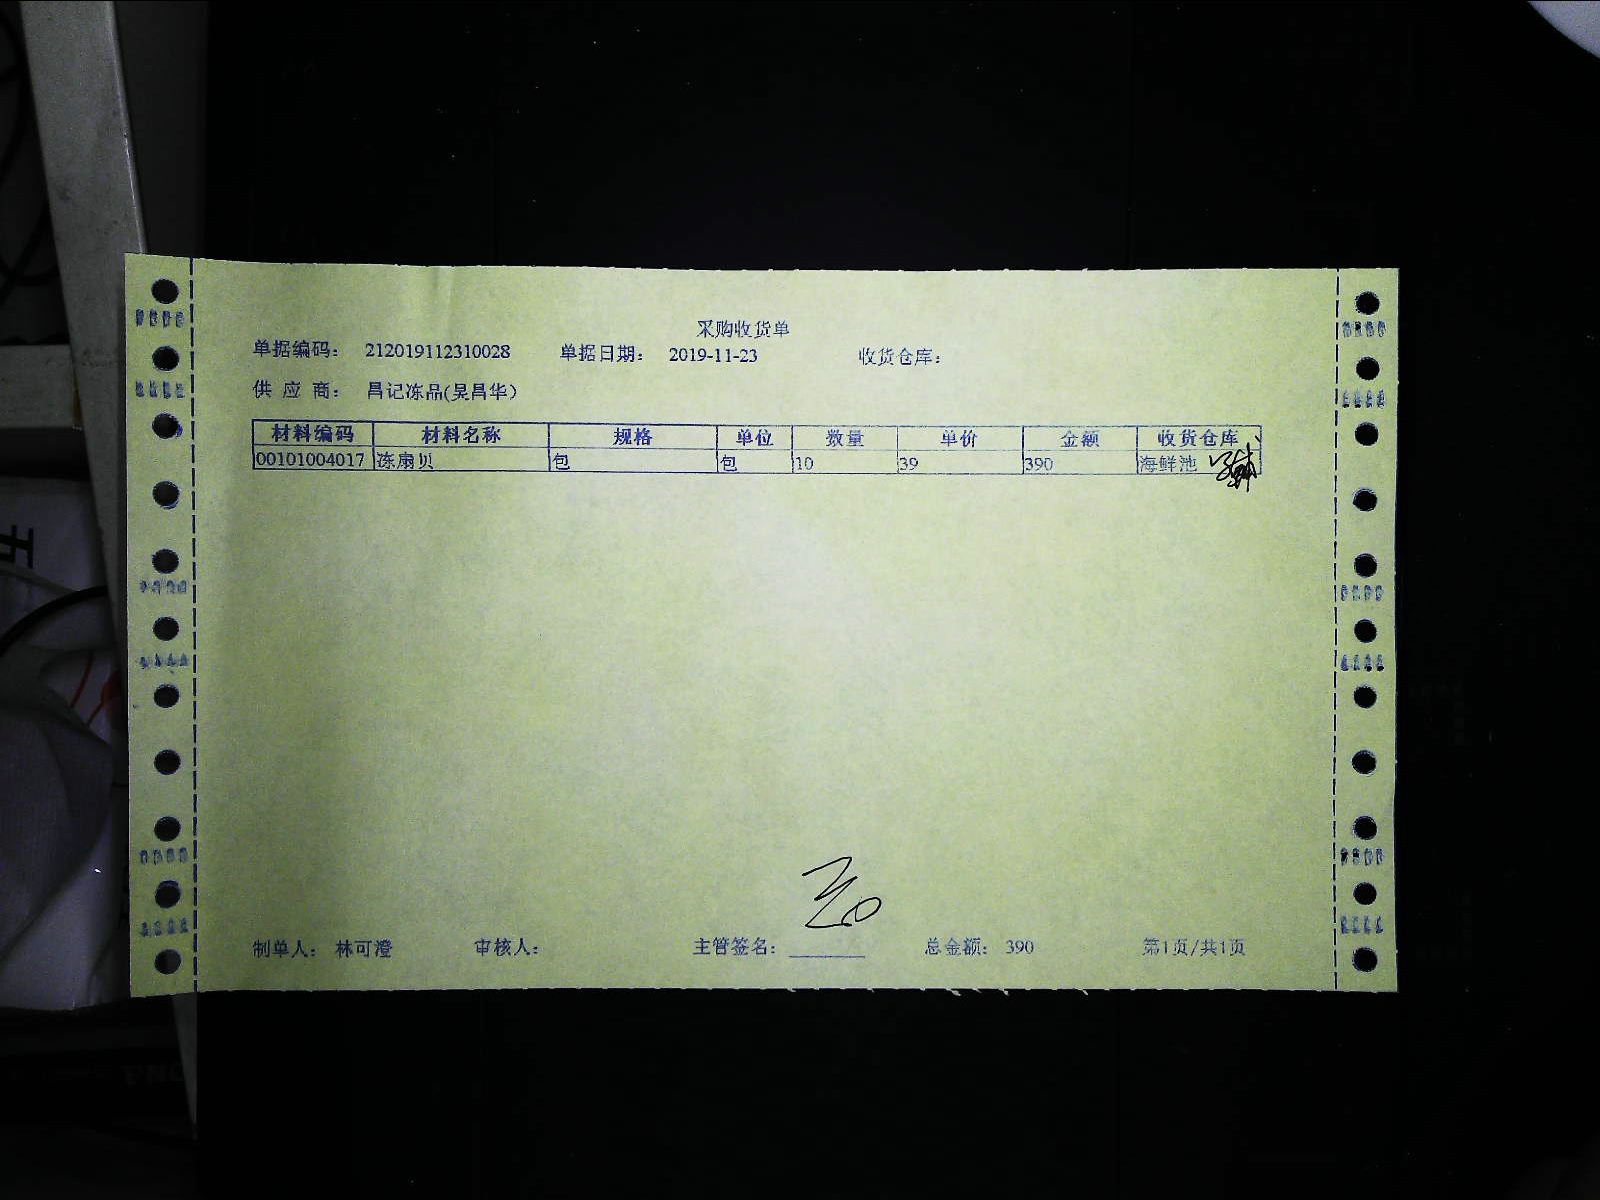 采购收货单
单据编码： 212019112310028 单据日期： 2019-11-23 收货仓库：
供应商： 昌记冻品(吴昌华)
材料编码 材料名称 规格 单位 数量 单价 金额 收货仓库
00101004017 冻扇贝 包 包 10 39 390 海鲜池
制单人： 林可澄 审核人： 主管签名： 总金额： 390 第1页/共1页